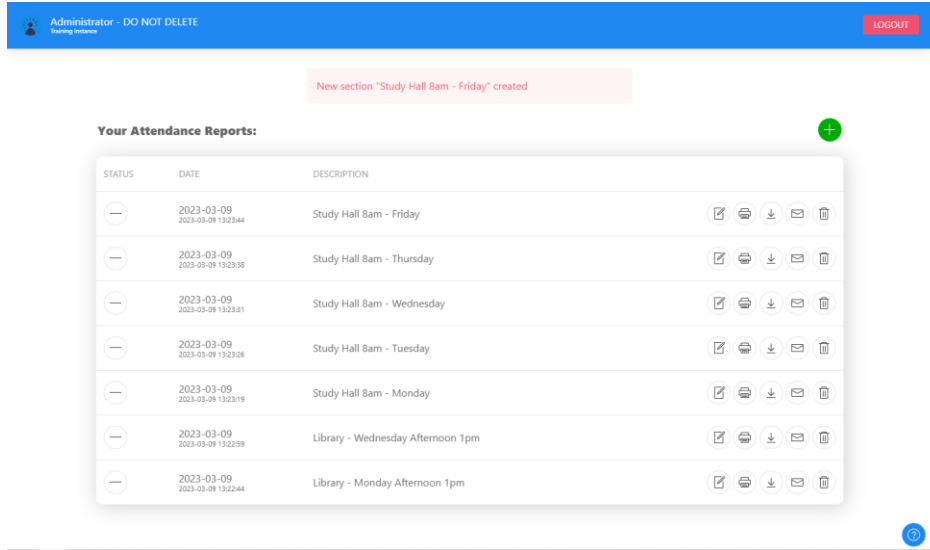 Administrator - DO NOT DELETE
Training Instance
LOGOUT
New section "Study Hall 8am - Friday" created
Your Attendance Reports:
STATUS DATE DESCRIPTION
2023-03-09
2023-03-09 13:23:44
Study Hall 8am - Friday
2023-03-09
2023-03-09 13:23:38
Study Hall 8am - Thursday
2023-03-09
2023-03-09 13:23:31
Study Hall 8am - Wednesday
2023-03-09
2023-03-09 13:23:26
Study Hall 8am - Tuesday
2023-03-09
2023-03-09 13:23:19
Study Hall 8am - Monday
2023-03-09
2023-03-09 13:22:59
Library - Wednesday Afternoon 1pm
2023-03-09
2023-03-09 13:22:44
Library - Monday Afternoon 1pm